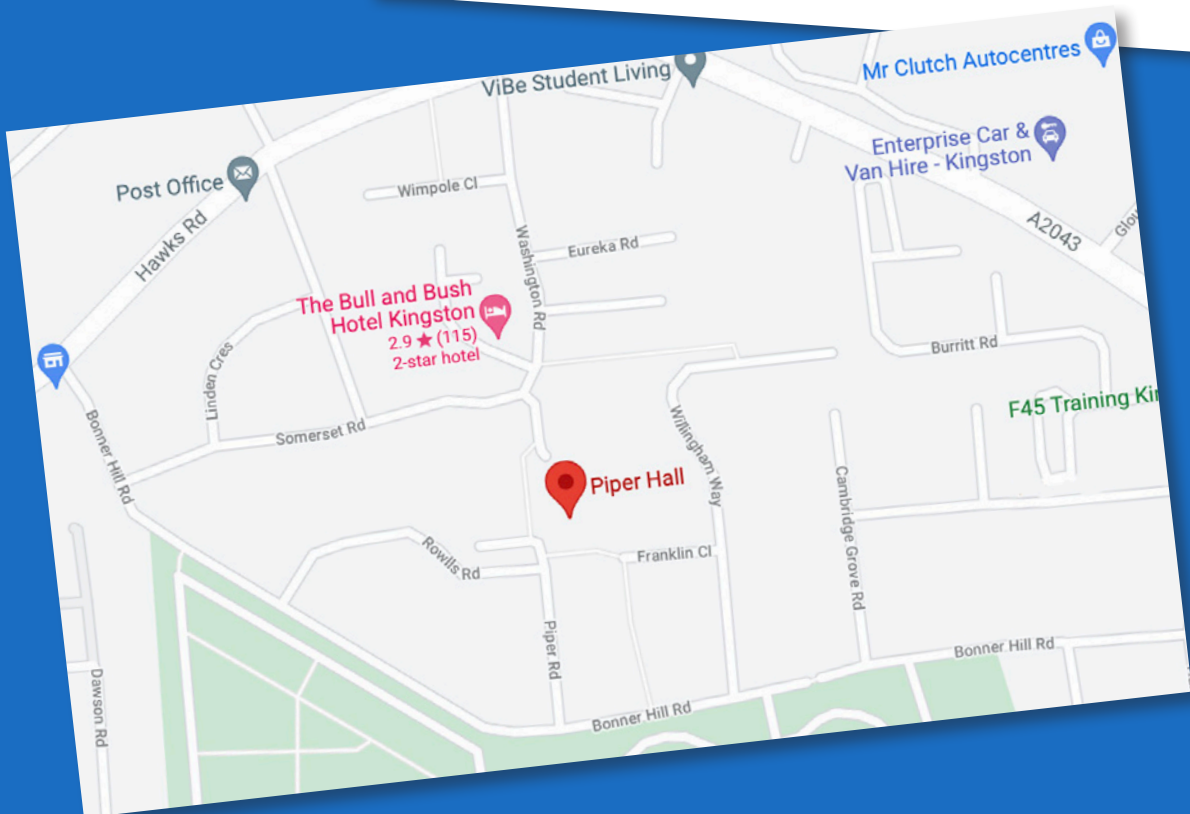 ViBe Student Living
Mr Clutch Autocentres
Enterprise Car &
Van Hire - Kingston
Post Office
Hawks Rd
Wimpole Cl
Washington Rd
Eureka Rd
A2043
The Bull and Bush
Hotel Kingston
2.9 ★ (115)
2-star hotel
Linden Cres
Burritt Rd
F45 Training
Bonner Hill Rd
Somerset Rd
Willingham Way
Piper Hall
Cambridge Grove Rd
Rowlls Rd
Franklin Cl
Piper Rd
Bonner Hill Rd
Bonner Hill Rd
Dawson Rd